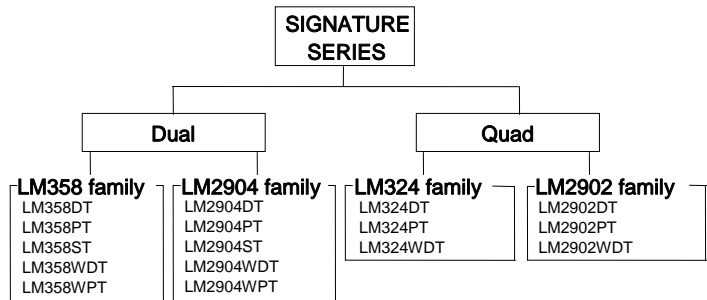 SIGNATURE
SERIES
Dual
Quad
LM358 family
LM358DT
LM358PT
LM358ST
LM358WDT
LM358WPT
LM2904 family
LM2904DT
LM2904PT
LM2904ST
LM2904WDT
LM2904WPT
LM324 family
LM324DT
LM324PT
LM324WDT
LM2902 family
LM2902DT
LM2902PT
LM2902WDT